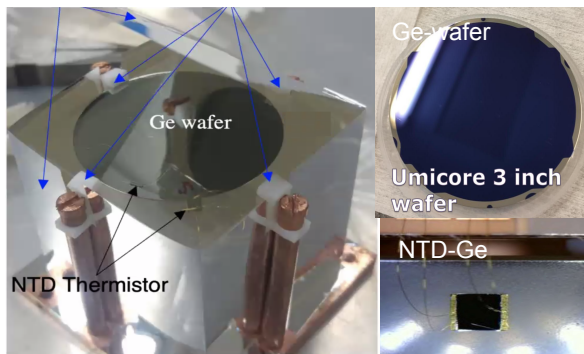 Ge wafer
NTD Thermistor
Ge-wafer
Umicore 3 inch
wafer
NTD-Ge